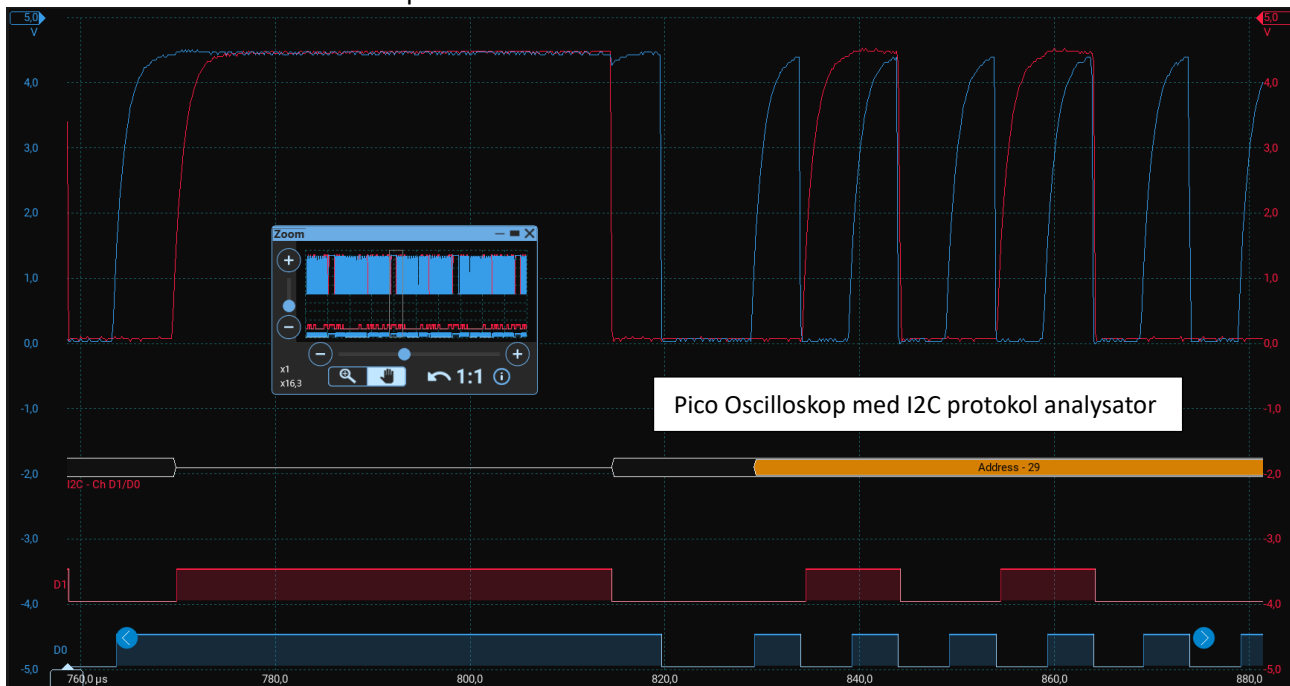 5,0
V
5,0
V
4,0
4,0
3,0
3,0
2,0
2,0
Zoom
1,0
1,0
x1
x16,3
1:1
0,0
0,0
Pico Oscilloskop med I2C protokol analysator
-1,0
-1,0
Address - 29
-2,0
-2,0
I2C - Ch D1/D0
-3,0
-3,0
D1
-4,0
-4,0
D0
-5,0
-5,0
760,0 µs
780,0
800,0
820,0
840,0
860,0
880,0